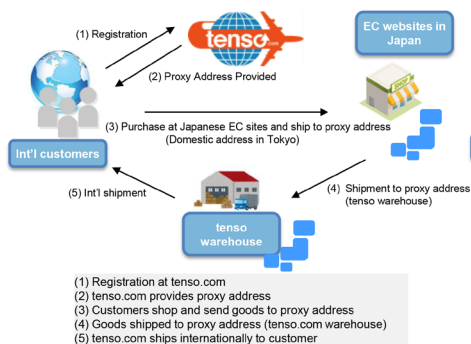 (1) Registration
tenso
.com
EC websites in
Japan
(2) Proxy Address Provided
SHOP
(3) Purchase at Japanese EC sites and ship to proxy address
(Domestic address in Tokyo)
Int'l customers
(5) Int'l shipment
(4) Shipment to proxy address
(tenso warehouse)
tenso
warehouse
(1) Registration at tenso.com
(2) tenso.com provides proxy address
(3) Customers shop and send goods to proxy address
(4) Goods shipped to proxy address (tenso.com warehouse)
(5) tenso.com ships internationally to customer